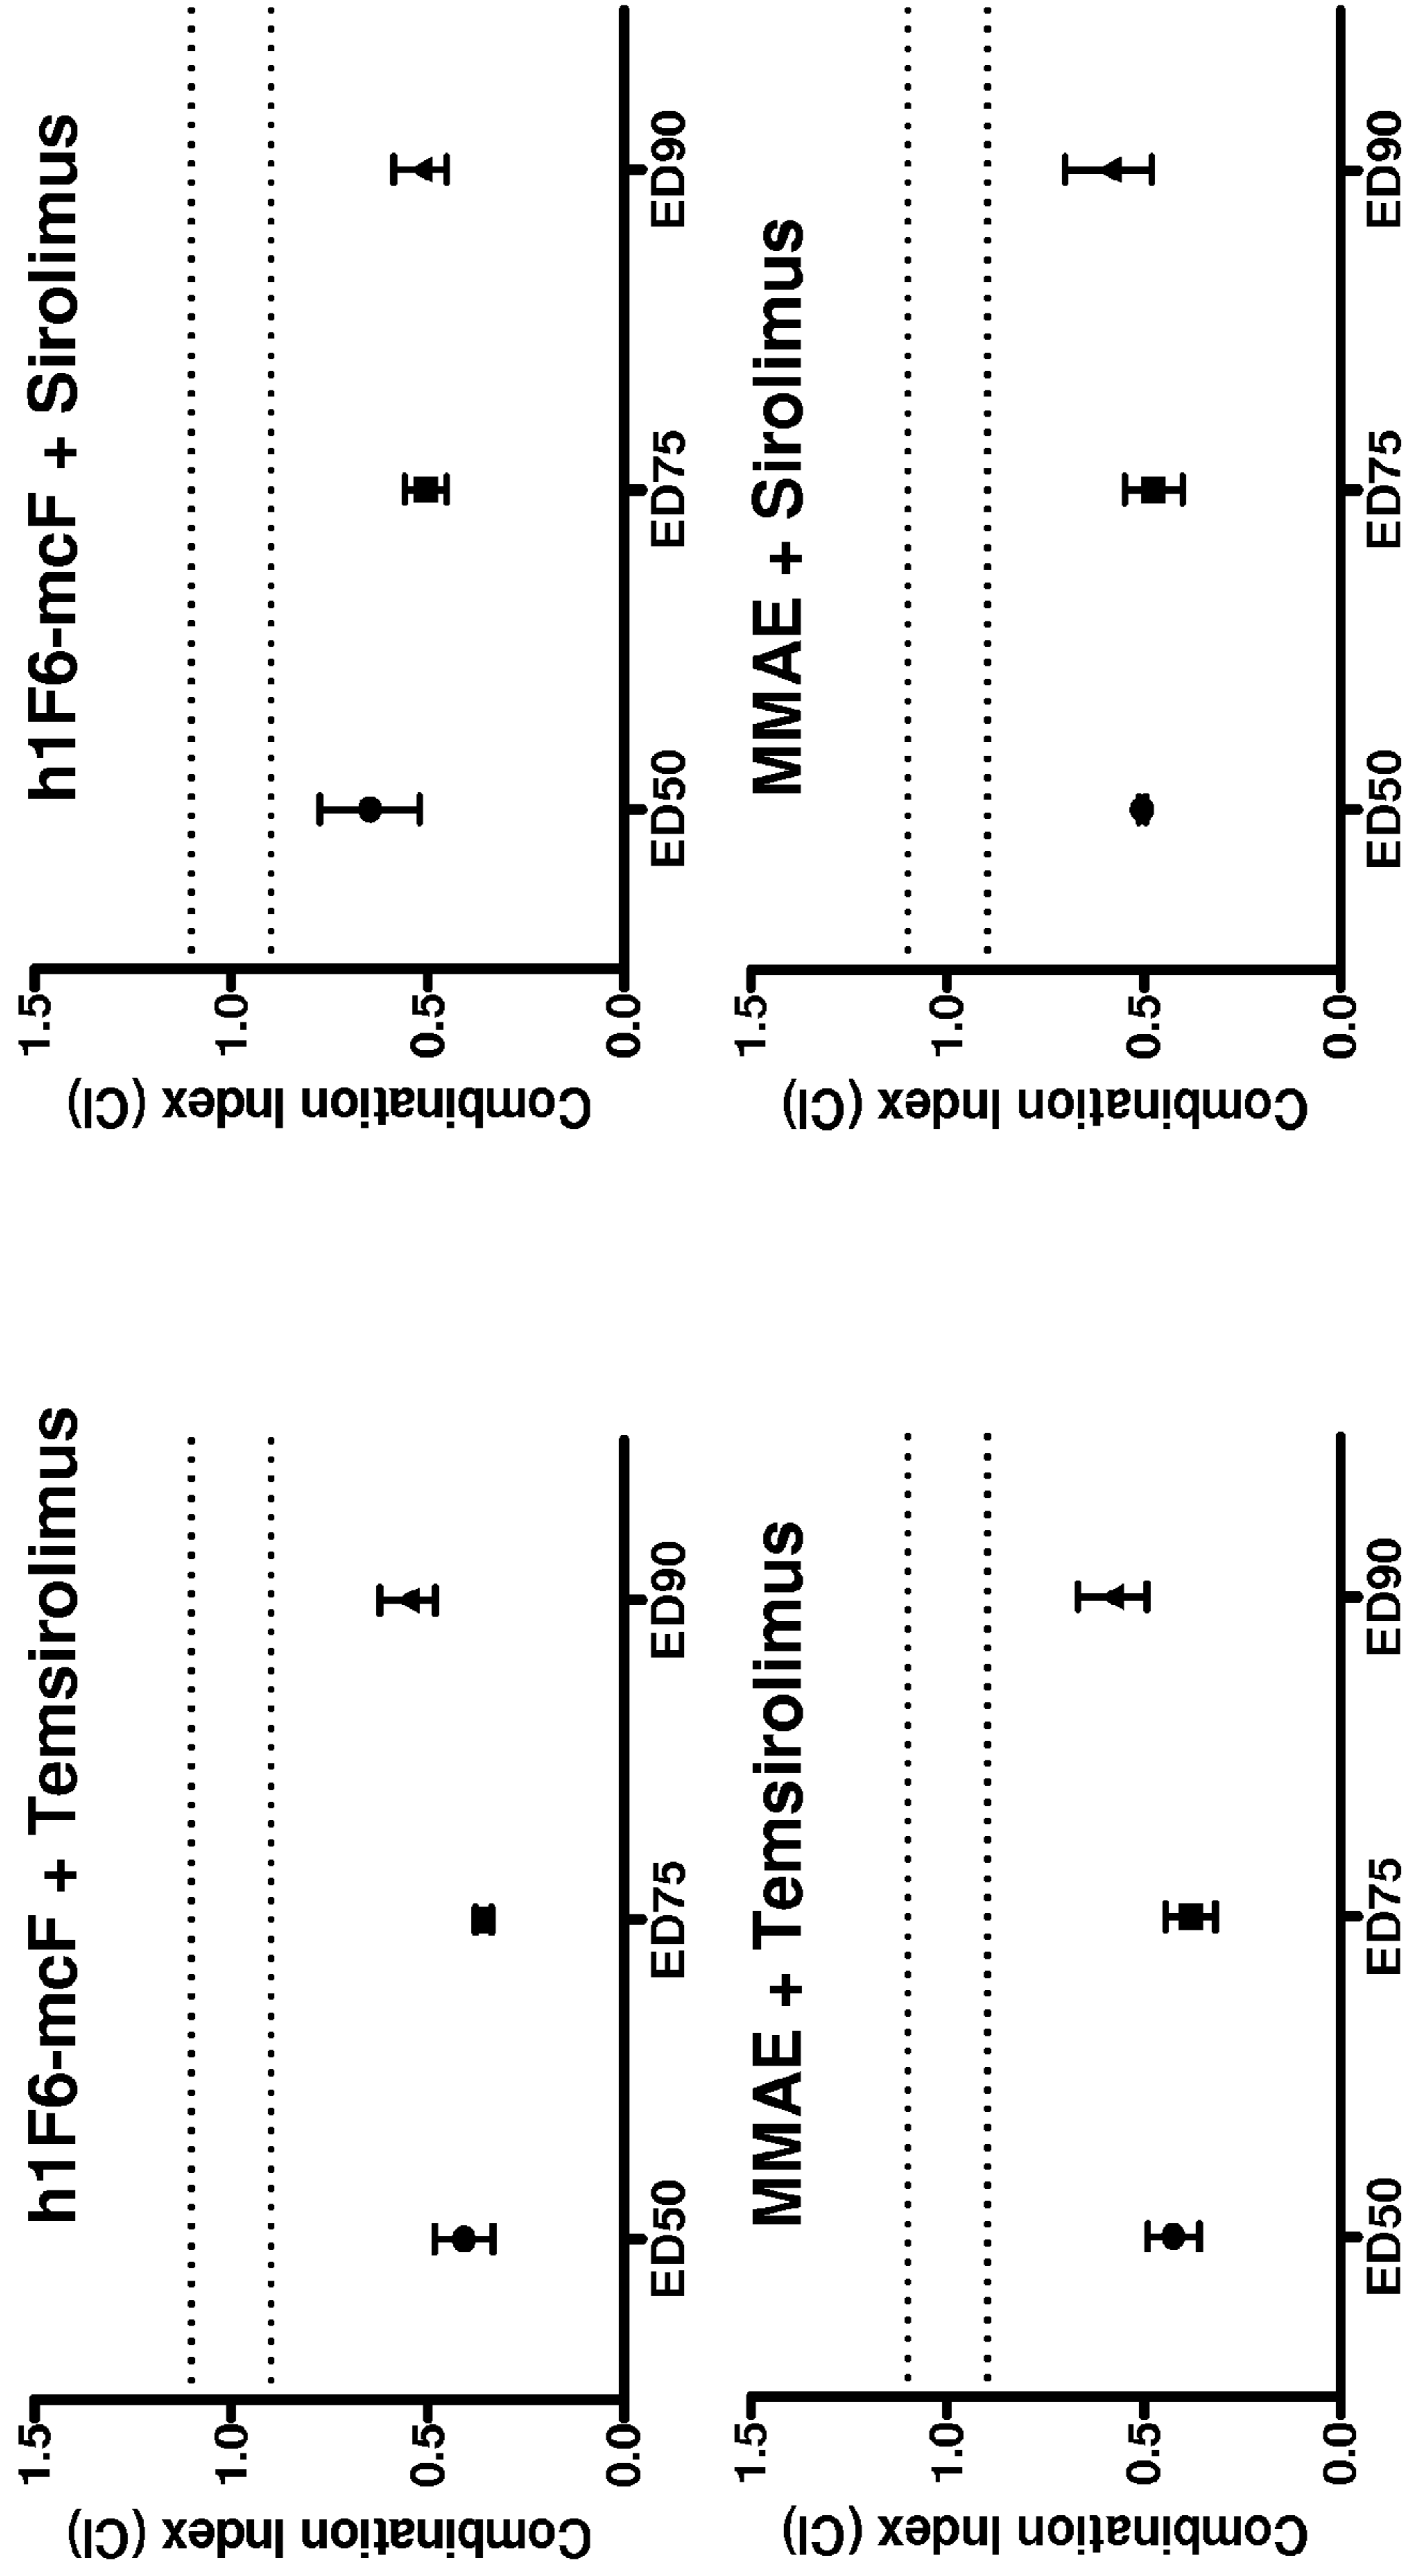 h1F6-mcF + Temsirolimus
Combination Index (CI)
1.5
1.0
0.5
0.0
ED50
ED75
ED90
h1F6-mcF + Sirolimus
Combination Index (CI)
1.5
1.0
0.5
0.0
ED50
ED75
ED90
MMAE + Temsirolimus
Combination Index (CI)
1.5
1.0
0.5
0.0
ED50
ED75
ED90
MMAE + Sirolimus
Combination Index (CI)
1.5
1.0
0.5
0.0
ED50
ED75
ED90